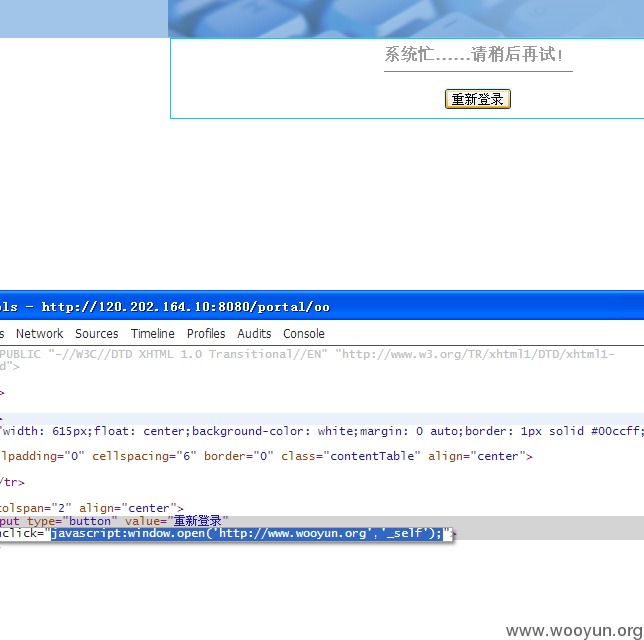 系统忙......请稍后再试!
重新登录
ols - http://120.202.164.10:8080/portal/oo
s Network Sources Timeline Profiles Audits Console
PUBLIC "-//W3C//DTD XHTML 1.0 Transitional//EN" "http://www.w3.org/TR/xhtml1/DTD/xhtml1-
d">
>
>
"width: 615px;float: center;background-color: white;margin: 0 auto;border: 1px solid #00ccff;
llpadding="0" cellspacing="6" border="0" class="contentTable" align="center">
/tr>
colspan="2" align="center">
put type="button" value="重新登录"
nclick="javascript:window.open('http://www.wooyun.org','_self');">
www.wooyun.org